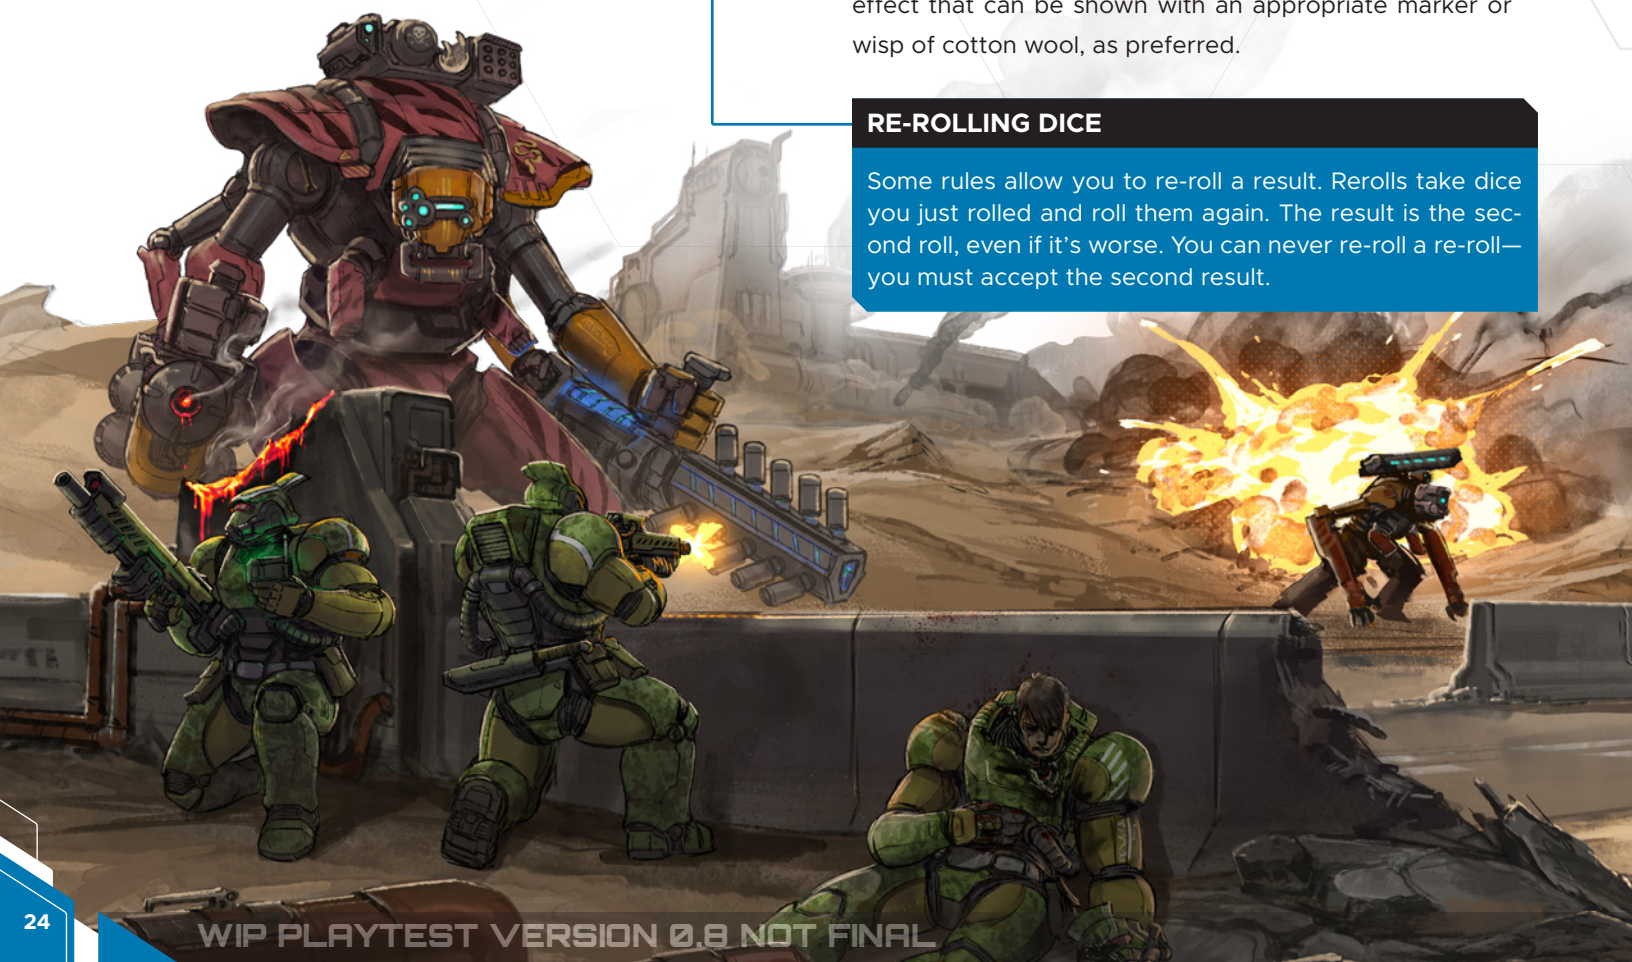 effect that can be shown with an appropriate marker or
wisp of cotton wool, as preferred.
RE-ROLLING DICE
Some rules allow you to re-roll a result. Rerolls take dice
you just rolled and roll them again. The result is the sec-
ond roll, even if it's worse. You can never re-roll a re-roll—
you must accept the second result.
24
WIP PLAYTEST VERSION 0.8 NOT FINAL